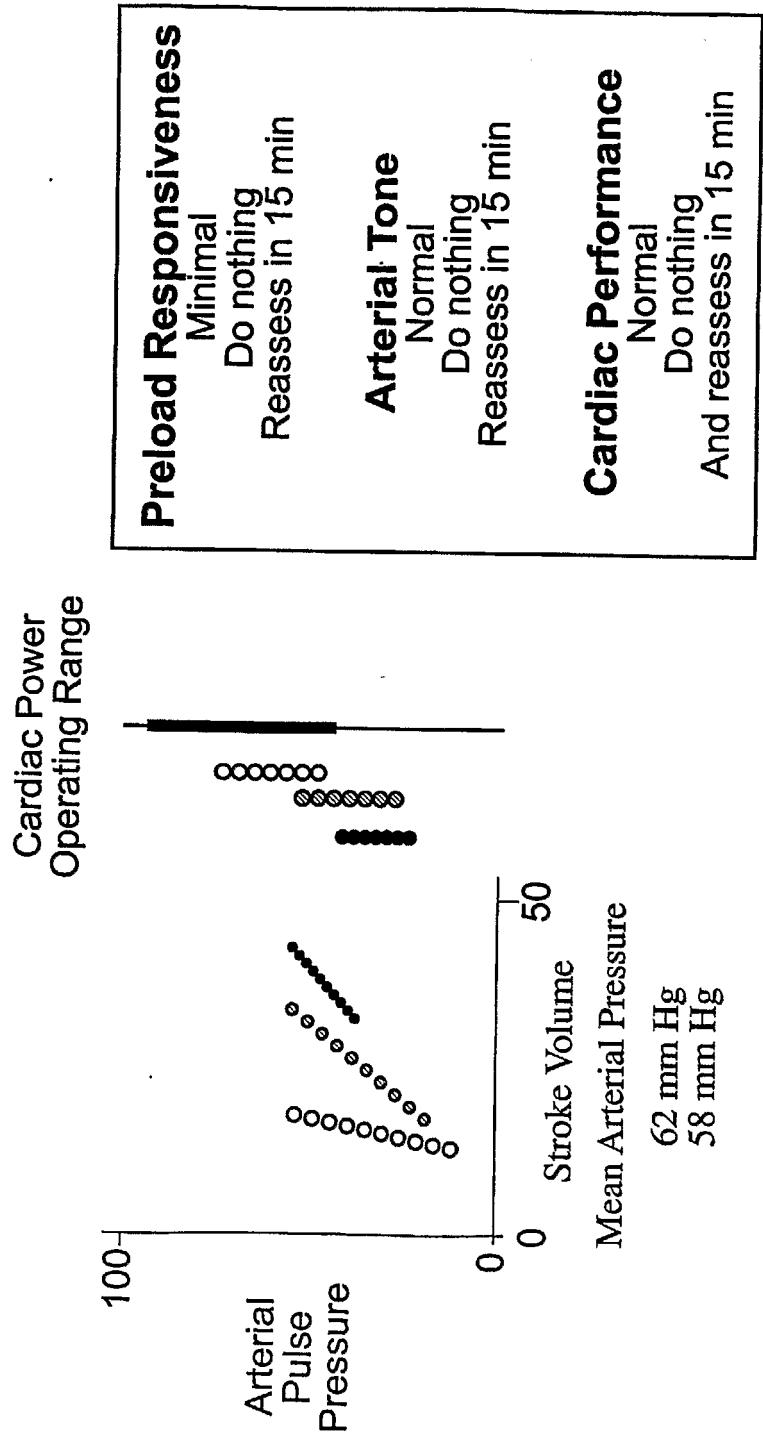 100
Arterial
Pulse
Pressure
0
0
50
Stroke Volume
Mean Arterial Pressure
62 mm Hg
58 mm Hg
Cardiac Power
Operating Range
Preload Responsiveness
Minimal
Do nothing
Reassess in 15 min
Arterial Tone
Normal
Do nothing
Reassess in 15 min
Cardiac Performance
Normal
Do nothing
And reassess in 15 min